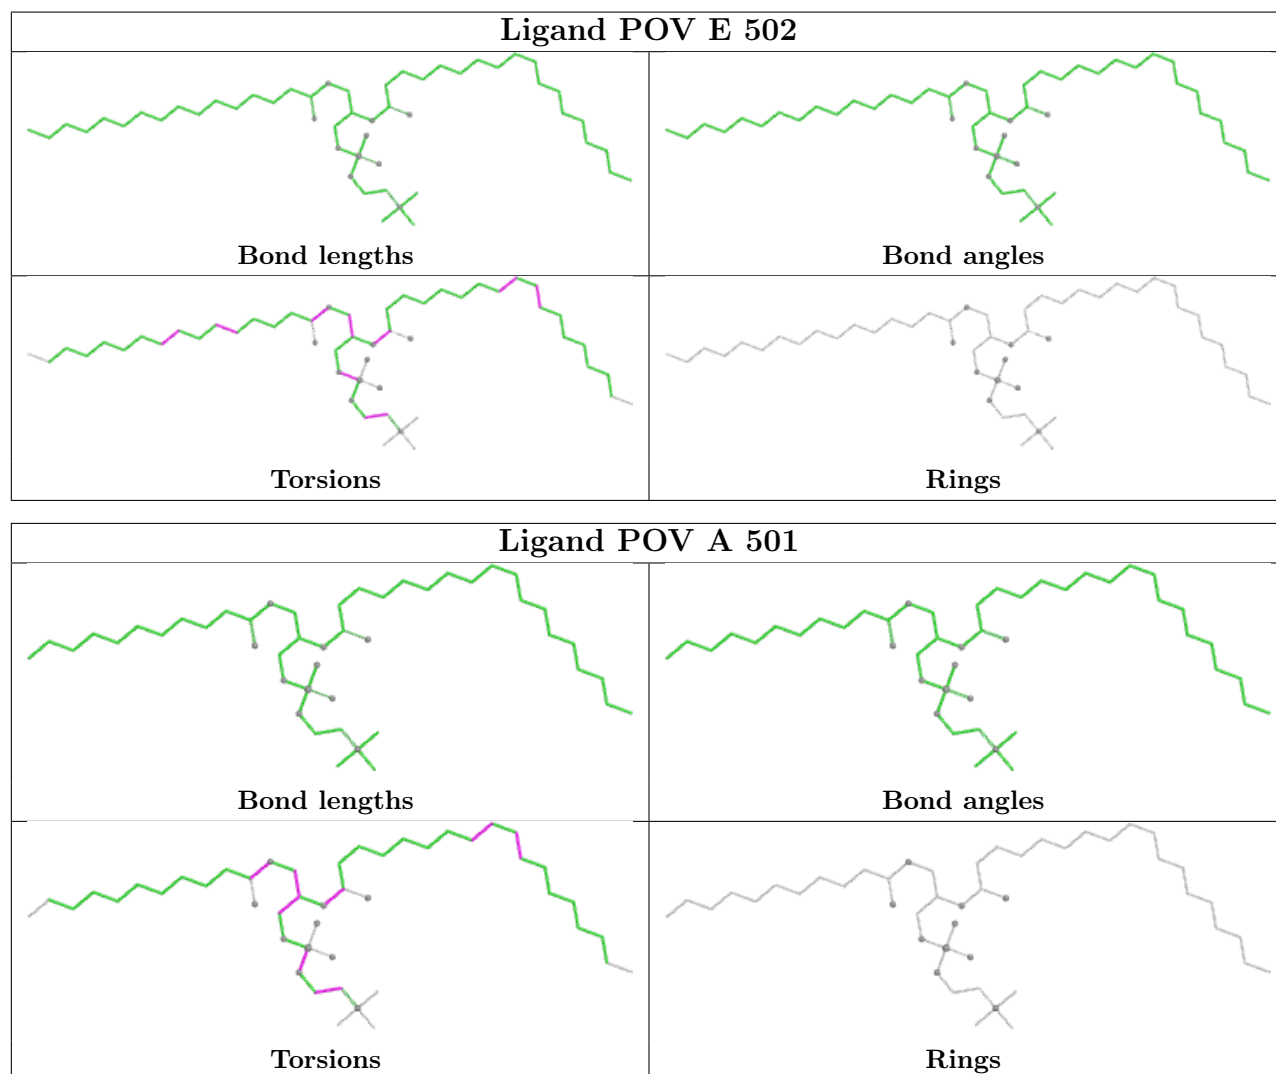 Ligand POV E 502
Bond lengths
Bond angles
Torsions
Rings
Ligand POV A 501
Bond lengths
Bond angles
Torsions
Rings